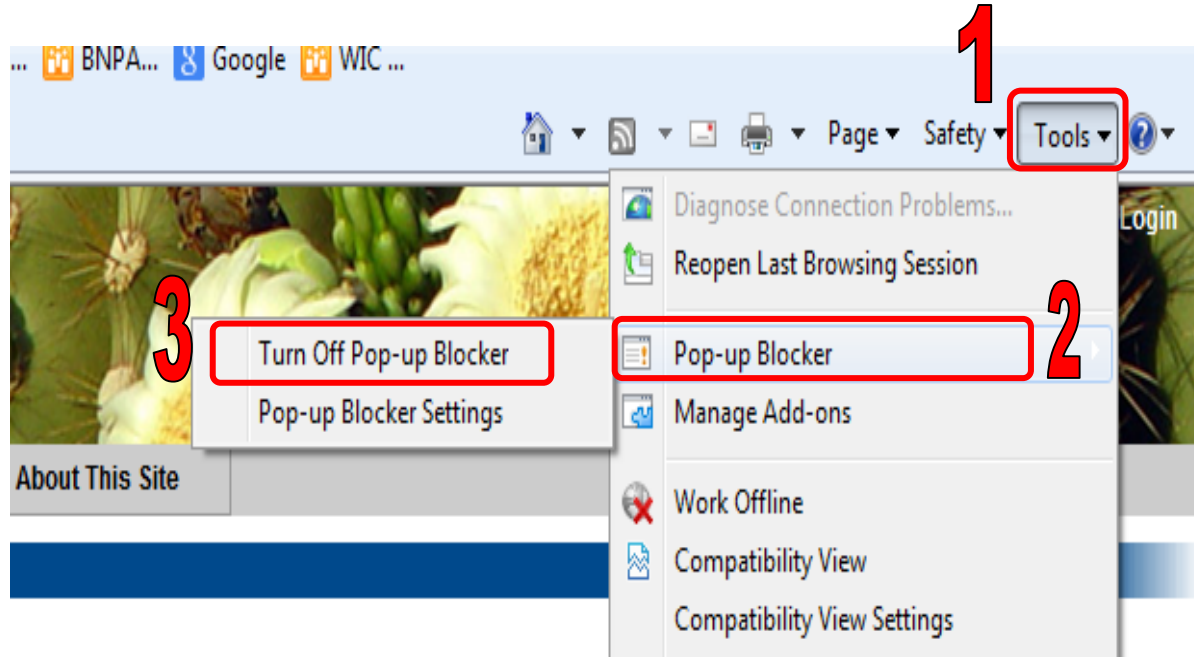 1
... BNPA... Google WIC ...
Page Safety Tools
Diagnose Connection Problems...
Login
Reopen Last Browsing Session
2
3
Turn Off Pop-up Blocker
Pop-up Blocker
Pop-up Blocker Settings
Manage Add-ons
About This Site
Work Offline
Compatibility View
Compatibility View Settings